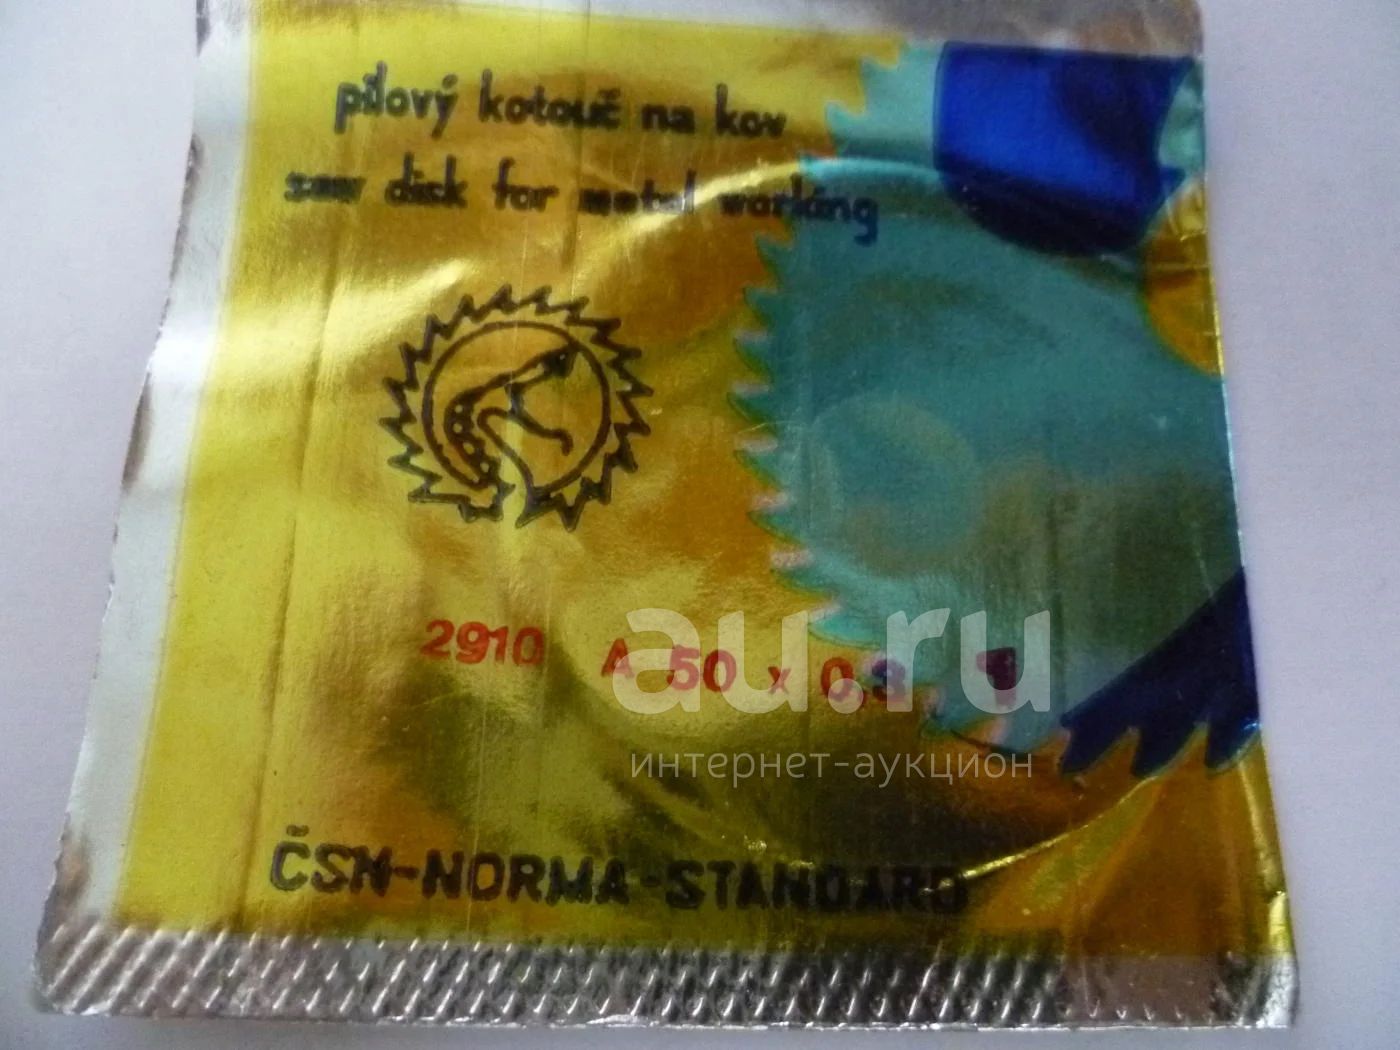 pilový kotouč na kov
saw disk for metal working
2910 A 50 x 0,3
au.ru
интернет-аукцион
ČSN-NORMA-STANDARD